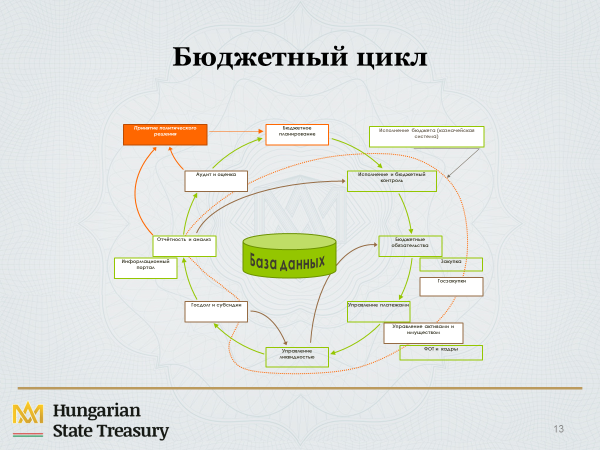 Бюджетный цикл
Принятие политического
решения
Бюджетное
планирование
Исполнение бюджета (казначейская
система)
Аудит и оценка
Исполнение и бюджетный
контроль
Отчётность и анализ
Бюджетные
обязательства
Информационный
портал
База данных
Закупка
Госзакупки
Госдолг и субсидии
Управление платежами
Управление активами и
имуществом
Управление
ликвидностью
ФОТ и кадры
Hungarian
State Treasury
13